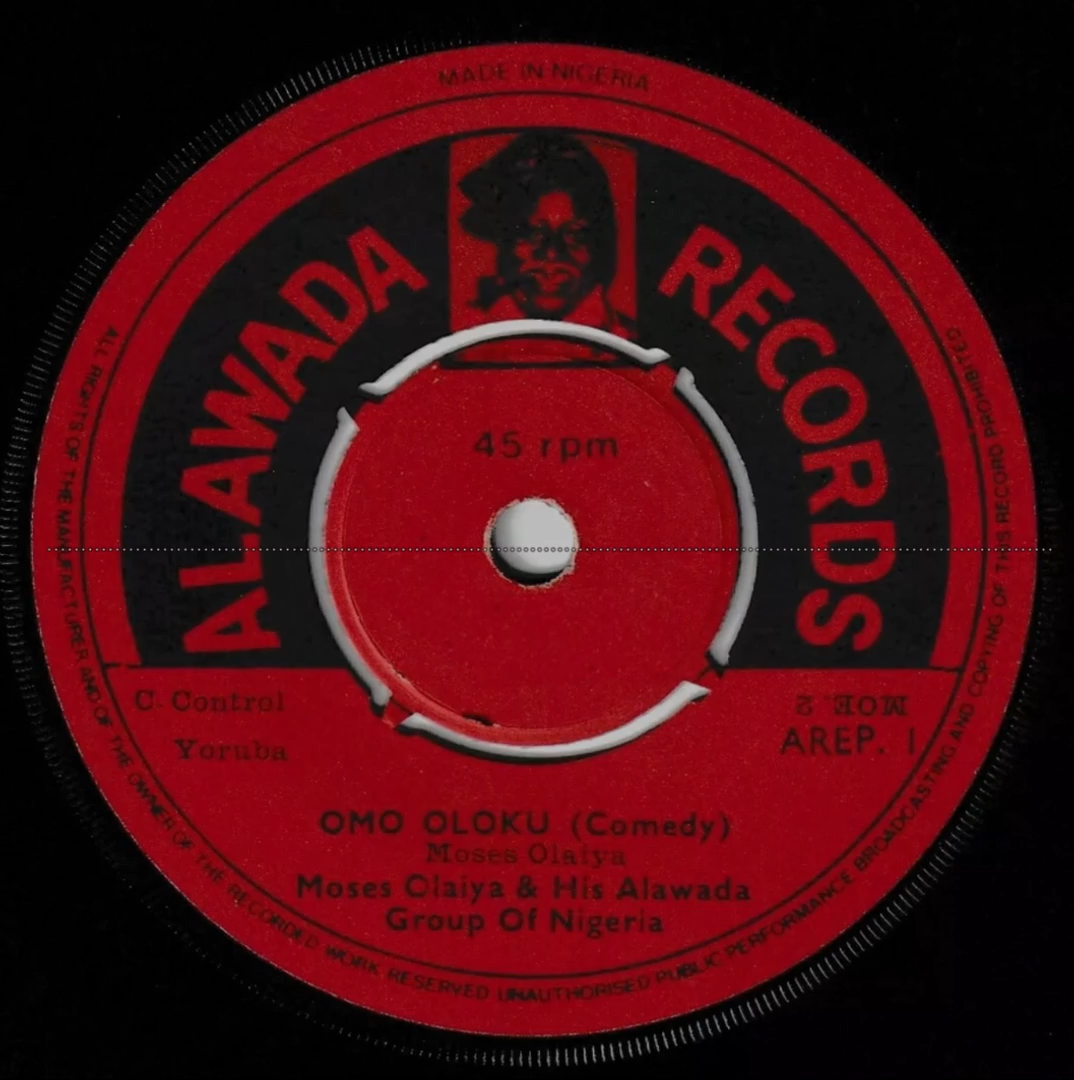 MADE IN NIGERIA
ALAWADA RECORDS
45 rpm
C. Control
Yoruba
MOE 2
AREP. 1
OMO OLOKU (Comedy)
Moses Olaiya
Moses Olaiya & His Alawada
Group Of Nigeria
ALL RIGHTS OF THE MANUFACTURER AND OF THE OWNER OF THE RECORDED WORK RESERVED UNAUTHORISED PUBLIC PERFORMANCE BROADCASTING AND COPYING OF THIS RECORD PROHIBITED